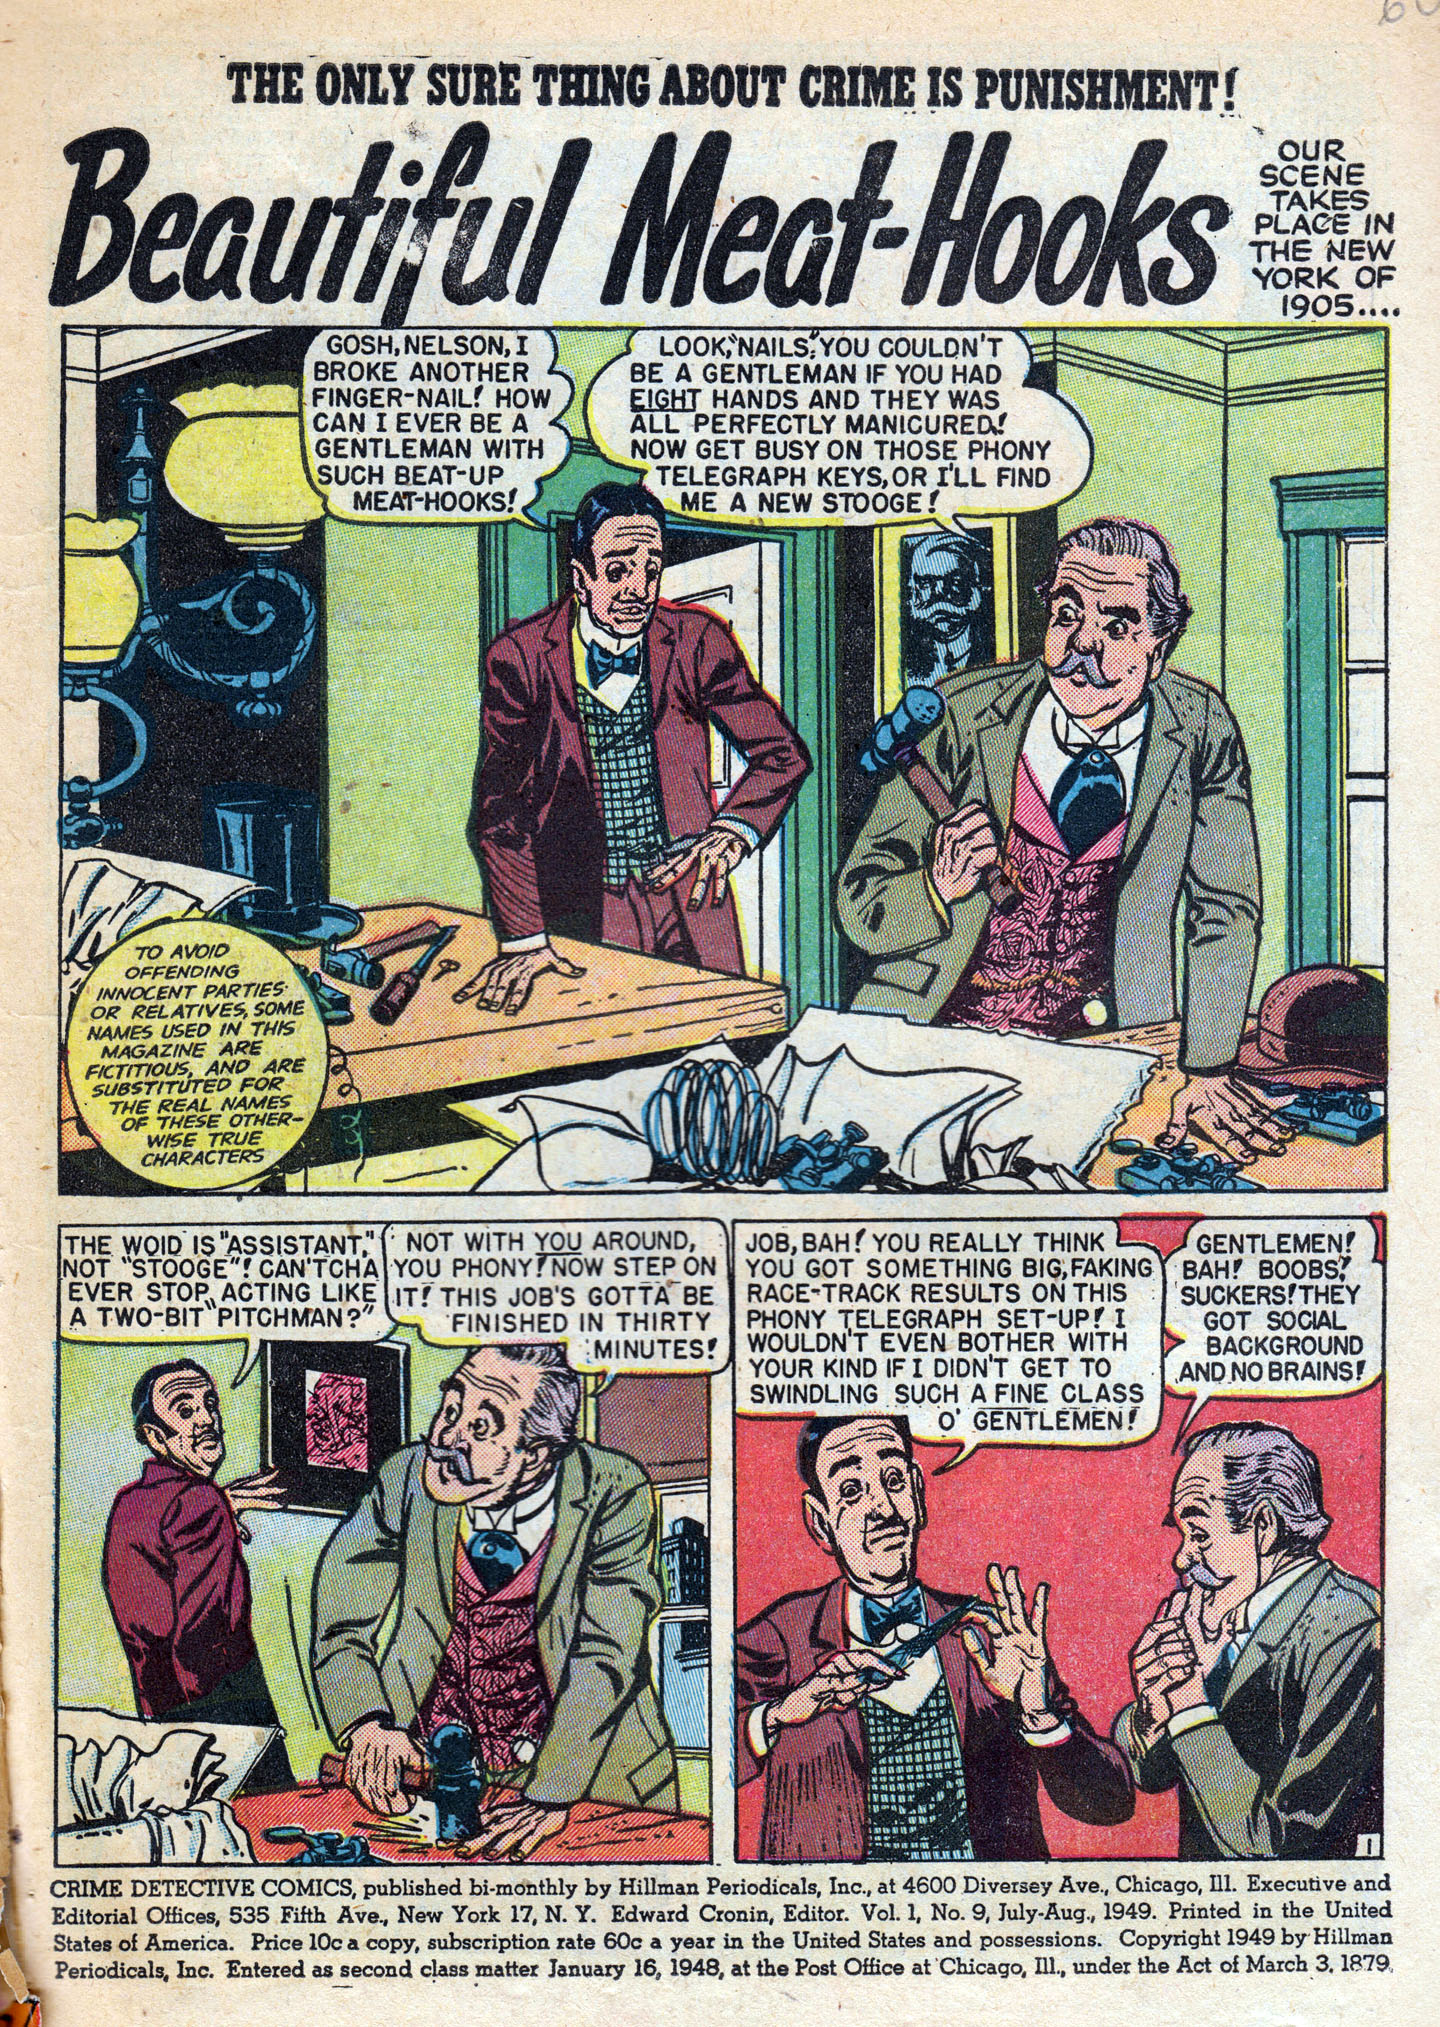 THE ONLY SURE THING ABOUT CRIME IS PUNISHMENT!
Beautiful Meat-Hooks
OUR
SCENE
TAKES
PLACE IN
THE NEW
YORK OF
1905....
GOSH, NELSON, I
BROKE ANOTHER
FINGER-NAIL! HOW
CAN I EVER BE A
GENTLEMAN WITH
SUCH BEAT-UP
MEAT-HOOKS!
LOOK, "NAILS", YOU COULDN'T
BE A GENTLEMAN IF YOU HAD
EIGHT HANDS AND THEY WAS
ALL PERFECTLY MANICURED!
NOW GET BUSY ON THOSE PHONY
TELEGRAPH KEYS, OR I'LL FIND
ME A NEW STOOGE!
TO AVOID
OFFENDING
INNOCENT PARTIES
OR RELATIVES, SOME
NAMES USED IN THIS
MAGAZINE ARE
FICTITIOUS, AND ARE
SUBSTITUTED FOR
THE REAL NAMES
OF THESE OTHER-
WISE TRUE
CHARACTERS
THE WOID IS "ASSISTANT,"
NOT "STOOGE"! CAN'TCHA
EVER STOP ACTING LIKE
A TWO-BIT "PITCHMAN?"
NOT WITH YOU AROUND,
YOU PHONY! NOW STEP ON
IT! THIS JOB'S GOTTA BE
FINISHED IN THIRTY
MINUTES!
JOB, BAH! YOU REALLY THINK
YOU GOT SOMETHING BIG, FAKING
RACE-TRACK RESULTS ON THIS
PHONY TELEGRAPH SET-UP! I
WOULDN'T EVEN BOTHER WITH
YOUR KIND IF I DIDN'T GET TO
SWINDLING SUCH A FINE CLASS
O' GENTLEMEN!
GENTLEMEN!
BAH! BOOBS,
SUCKERS! THEY
GOT SOCIAL
BACKGROUND
AND NO BRAINS!
1
CRIME DETECTIVE COMICS, published bi-monthly by Hillman Periodicals, Inc., at 4600 Diversey Ave., Chicago, Ill. Executive and
Editorial Offices, 535 Fifth Ave., New York 17, N. Y. Edward Cronin, Editor. Vol. 1, No. 9, July-Aug., 1949. Printed in the United
States of America. Price 10c a copy, subscription rate 60c a year in the United States and possessions. Copyright 1949 by Hillman
Periodicals, Inc. Entered as second class matter January 16, 1948, at the Post Office at Chicago, Ill., under the Act of March 3, 1879.